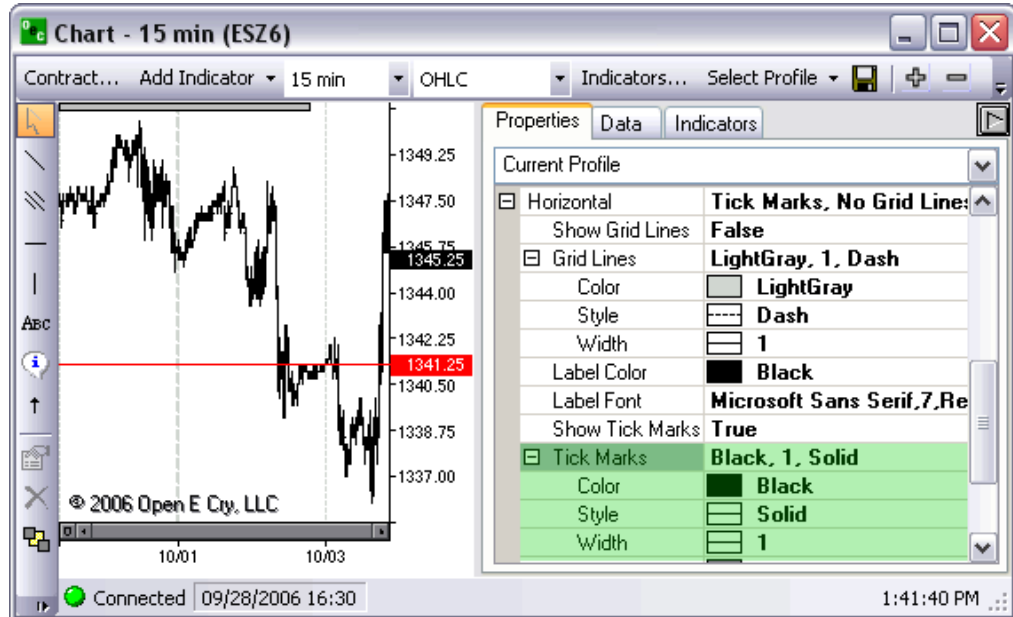 OEC Chart - 15 min (ESZ6)
Contract... Add Indicator 15 min OHLC Indicators... Select Profile
Properties Data Indicators
Current Profile
Horizontal Tick Marks, No Grid Lines
Show Grid Lines False
Grid Lines LightGray, 1, Dash
Color LightGray
Style Dash
Width 1
Label Color Black
Label Font Microsoft Sans Serif,7,Re
Show Tick Marks True
Tick Marks Black, 1, Solid
Color Black
Style Solid
Width 1
ABC
1349.25
1347.50
1345.75
1345.25
1344.00
1342.25
1341.25
1340.50
1338.75
1337.00
© 2006 Open E Cry, LLC
10/01 10/03
Connected 09/28/2006 16:30 1:41:40 PM